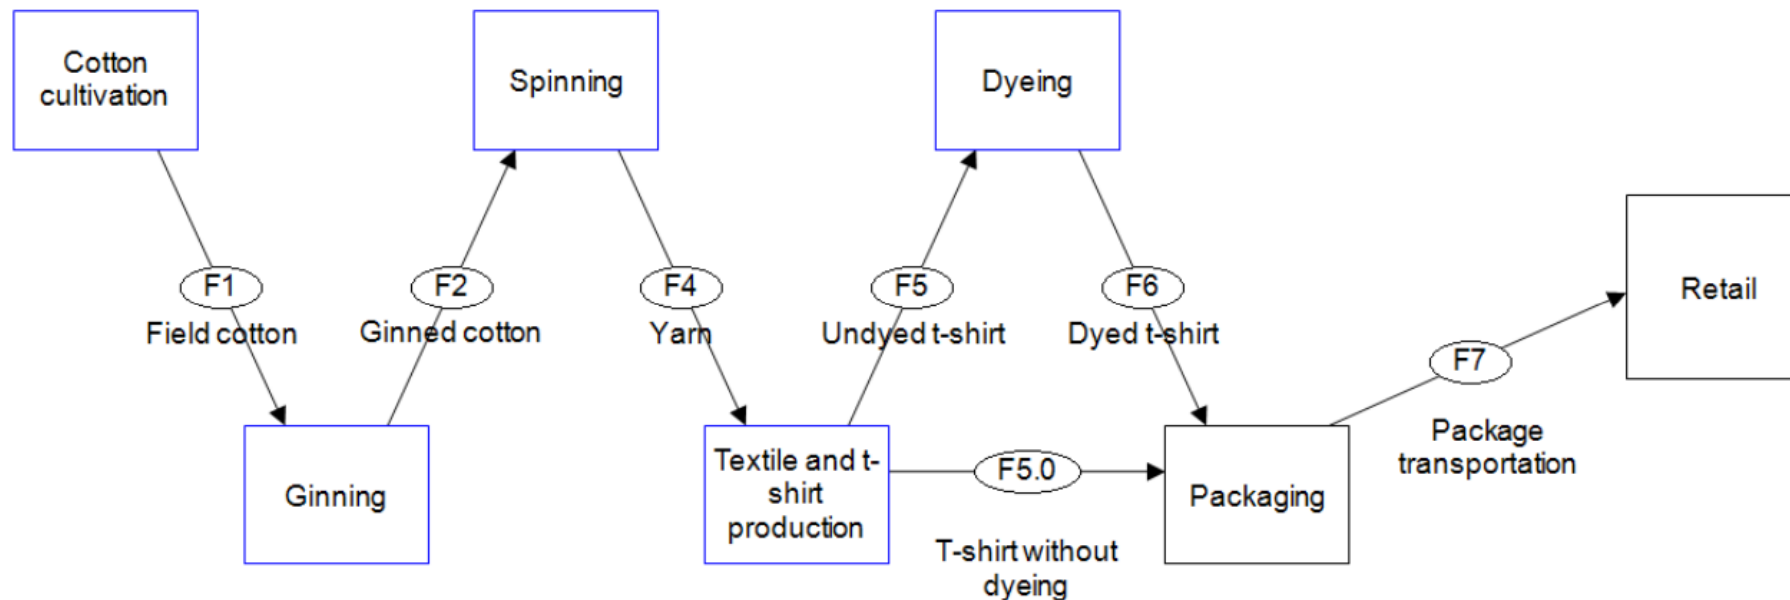 Cotton
cultivation
Spinning
Dyeing
Retail
F1
F2
F4
F5
F6
F7
Field cotton
Ginned cotton
Yarn
Undyed t-shirt
Dyed t-shirt
Package
transportation
Ginning
Textile and t-
shirt
production
F5.0
T-shirt without
dyeing
Packaging